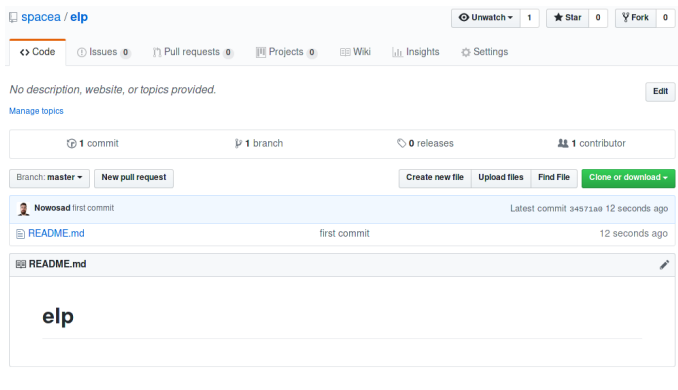 spacea / elp Unwatch 1 Star 0 Fork 0
Code Issues 0 Pull requests 0 Projects 0 Wiki Insights Settings
No description, website, or topics provided. Edit
Manage topics
1 commit 1 branch 0 releases 1 contributor
Branch: master New pull request Create new file Upload files Find File Clone or download
Nowosad first commit Latest commit 34571a0 12 seconds ago
README.md first commit 12 seconds ago
README.md
elp